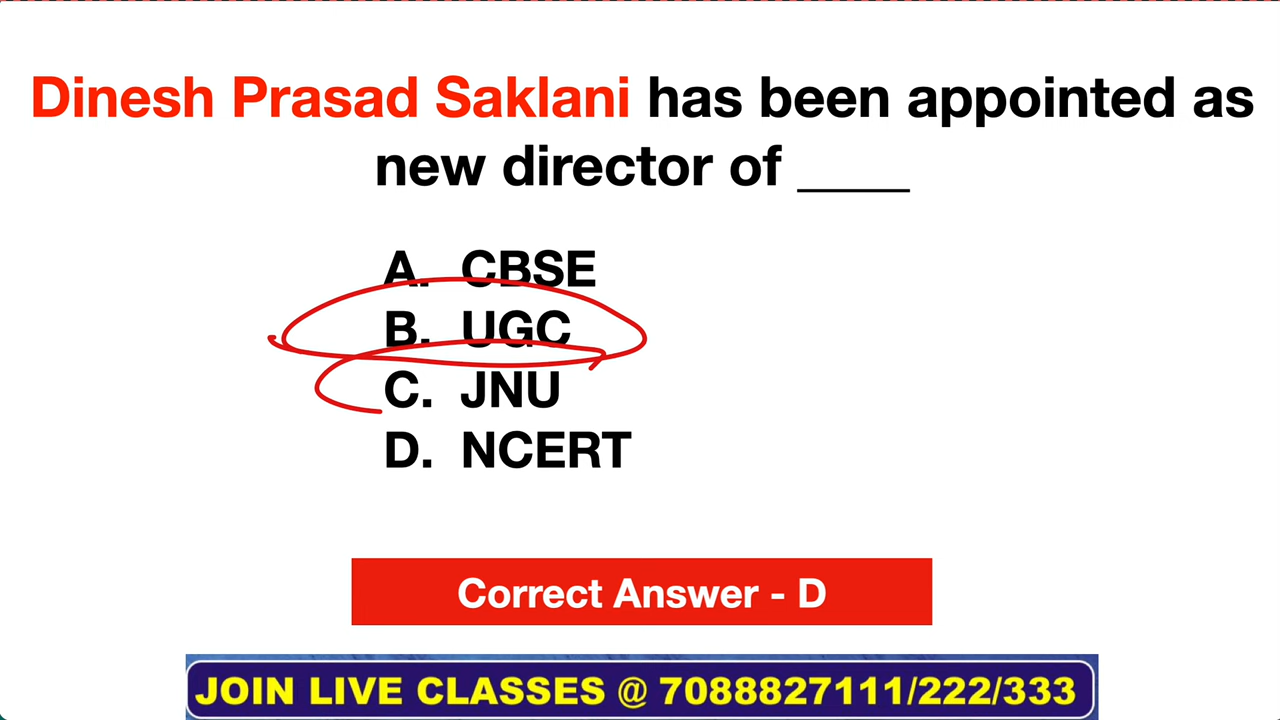 Dinesh Prasad Saklani has been appointed as
new director of ____
A. CBSE
B. UGC
C. JNU
D. NCERT
Correct Answer - D
JOIN LIVE CLASSES @ 7088827111/222/333